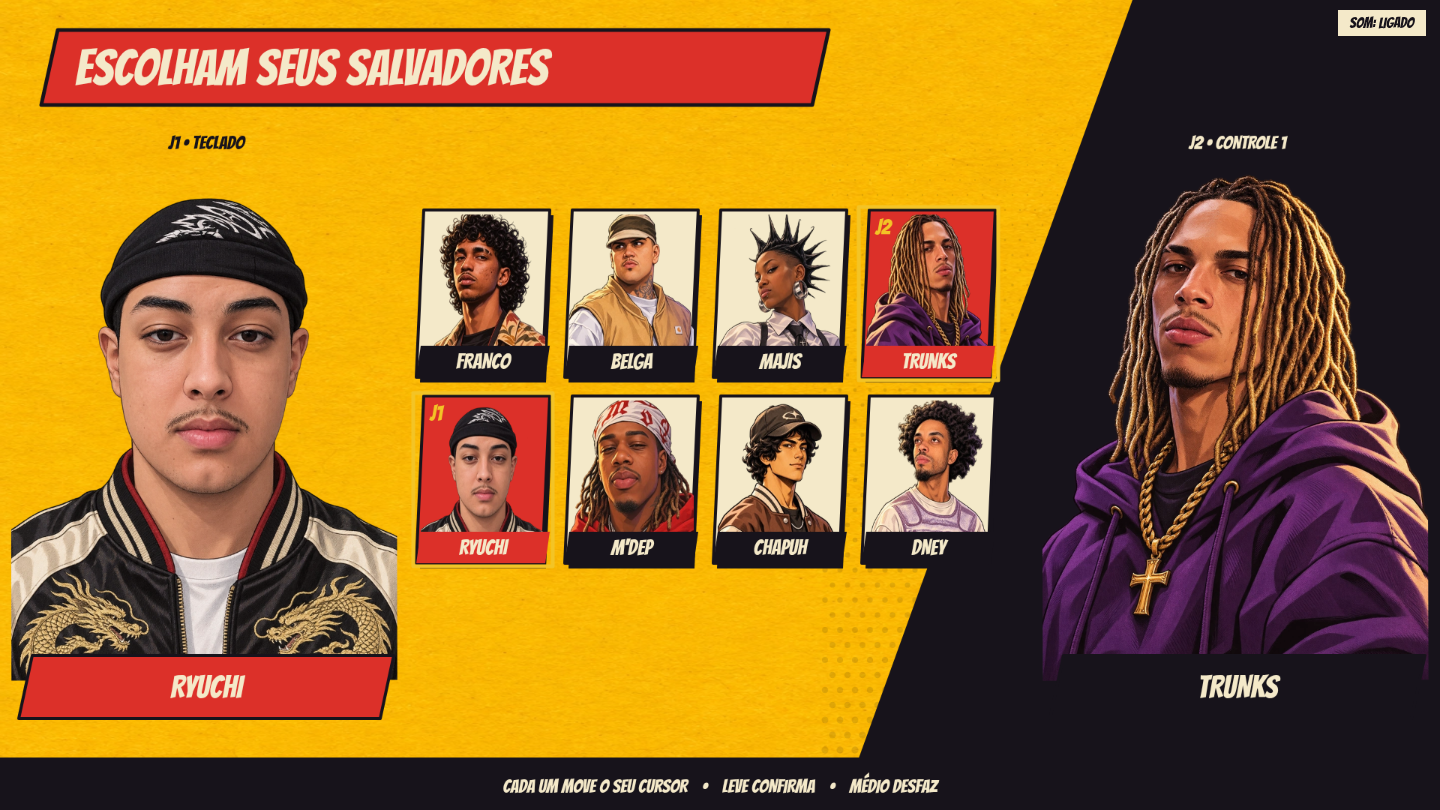 SOM: LIGADO
ESCOLHAM SEUS SALVADORES
J1 • TECLADO
J2 • CONTROLE 1
J2
FRANCO
BELGA
MAJIS
TRUNKS
J1
RYUCHI
M'DEP
CHAPUH
DNEY
RYUCHI
TRUNKS
CADA UM MOVE O SEU CURSOR • LEVE CONFIRMA • MÉDIO DESFAZ